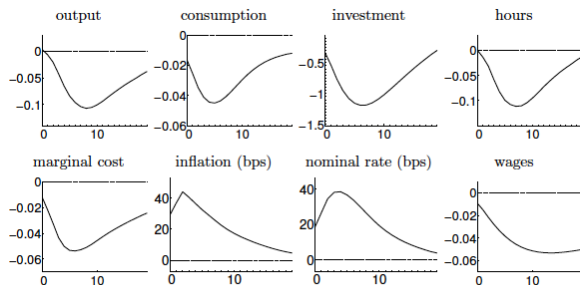 output consumption investment hours
0 0 0
-0.05 -0.02 -0.5 -0.05
-0.04 -1
-0.1 -0.06 -1.5 -0.1
0 10 0 10 0 10 0 10
marginal cost inflation (bps) nominal rate (bps) wages
0 40 40 0
-0.02 -0.02
-0.04 20 20 -0.04
-0.06 0 0 -0.06
0 10 0 10 0 10 0 10